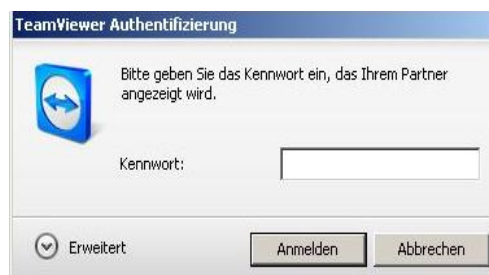 TeamViewer Authentifizierung
Bitte geben Sie das Kennwort ein, das Ihrem Partner
angezeigt wird.
Kennwort:
Erweitert
Anmelden
Abbrechen